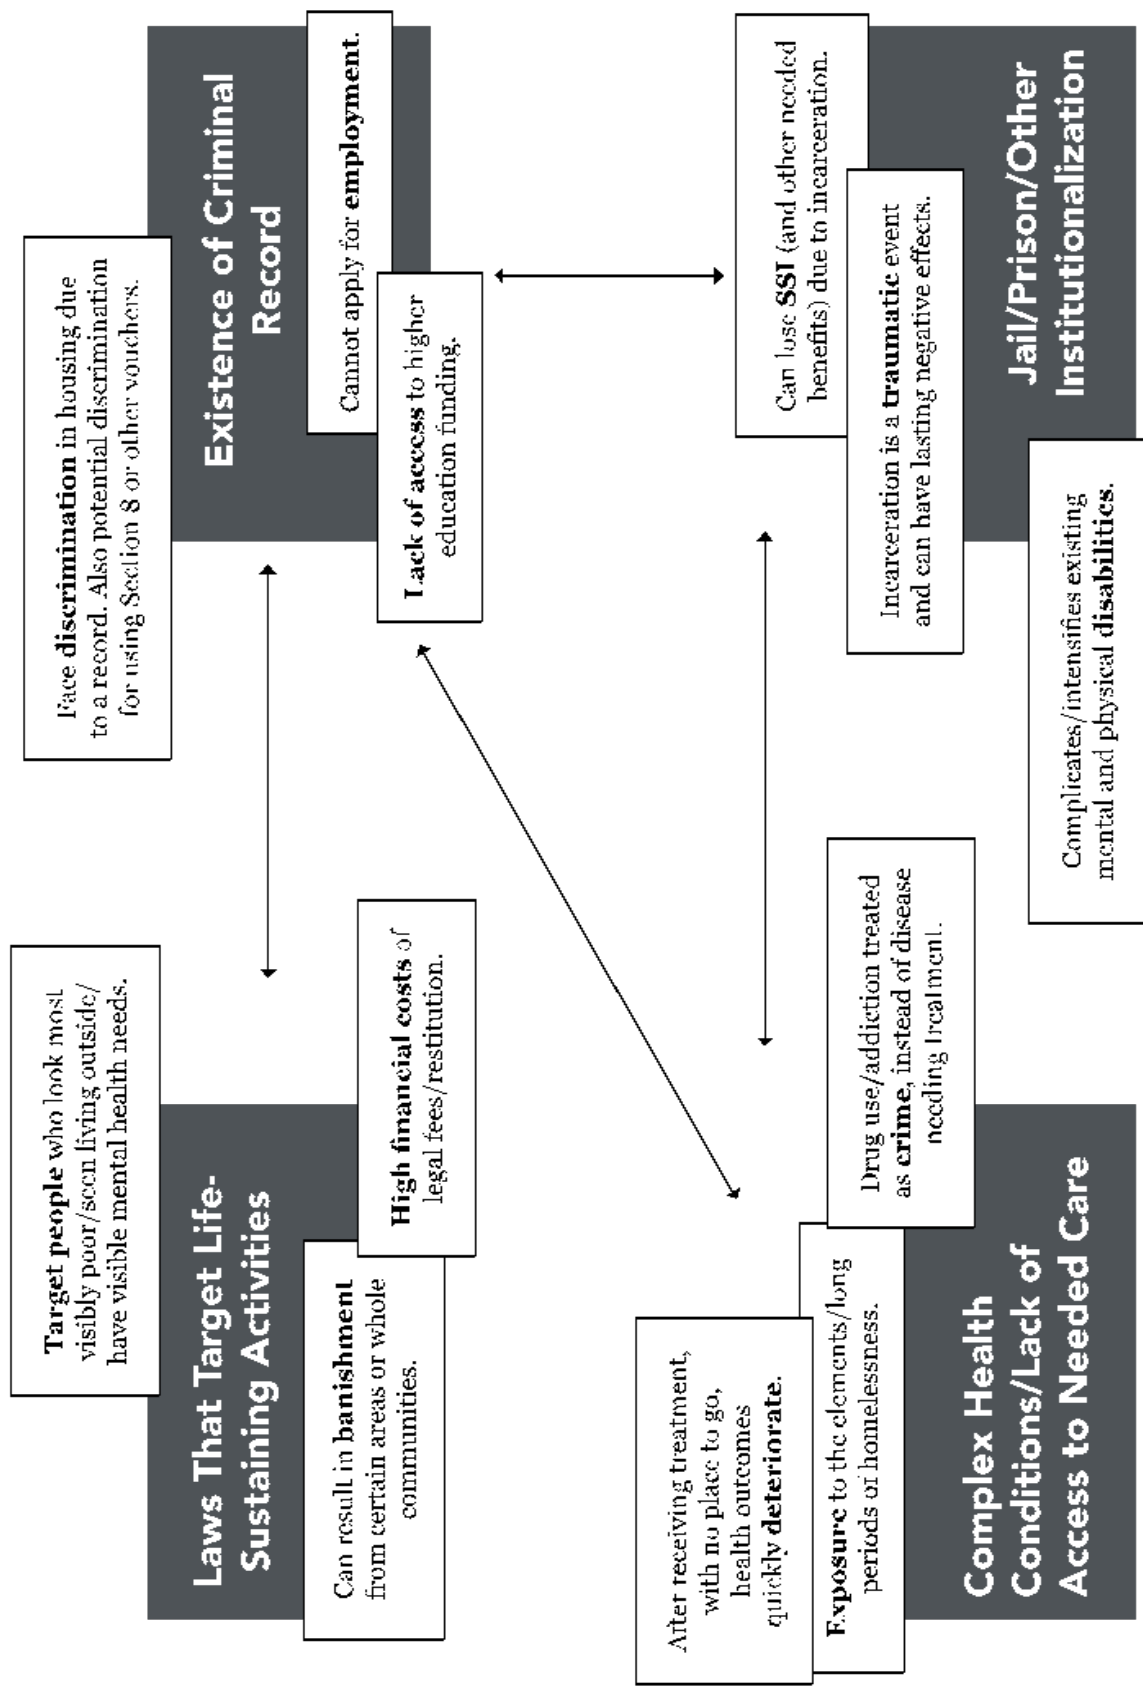 Target people who look most
visibly poor/seen living outside/
have visible mental health needs.
Laws That Target Life-
Sustaining Activities
Can result in banishment
from certain areas or whole
communities.
High financial costs of
legal fees/restitution.
Face discrimination in housing due
to a record. Also potential discrimination
for using Section 8 or other vouchers.
Existence of Criminal
Record
Cannot apply for employment.
Lack of access to higher
education funding.
After receiving treatment,
with no place to go,
health outcomes
quickly deteriorate.
Exposure to the elements/long
periods of homelessness.
Drug use/addiction treated
as crime, instead of disease
needing treatment.
Complex Health
Conditions/Lack of
Access to Needed Care
Can lose SSI (and other needed
benefits) due to incarceration.
Incarceration is a traumatic event
and can have lasting negative effects.
Jail/Prison/Other
Institutionalization
Complicates/intensifies existing
mental and physical disabilities.